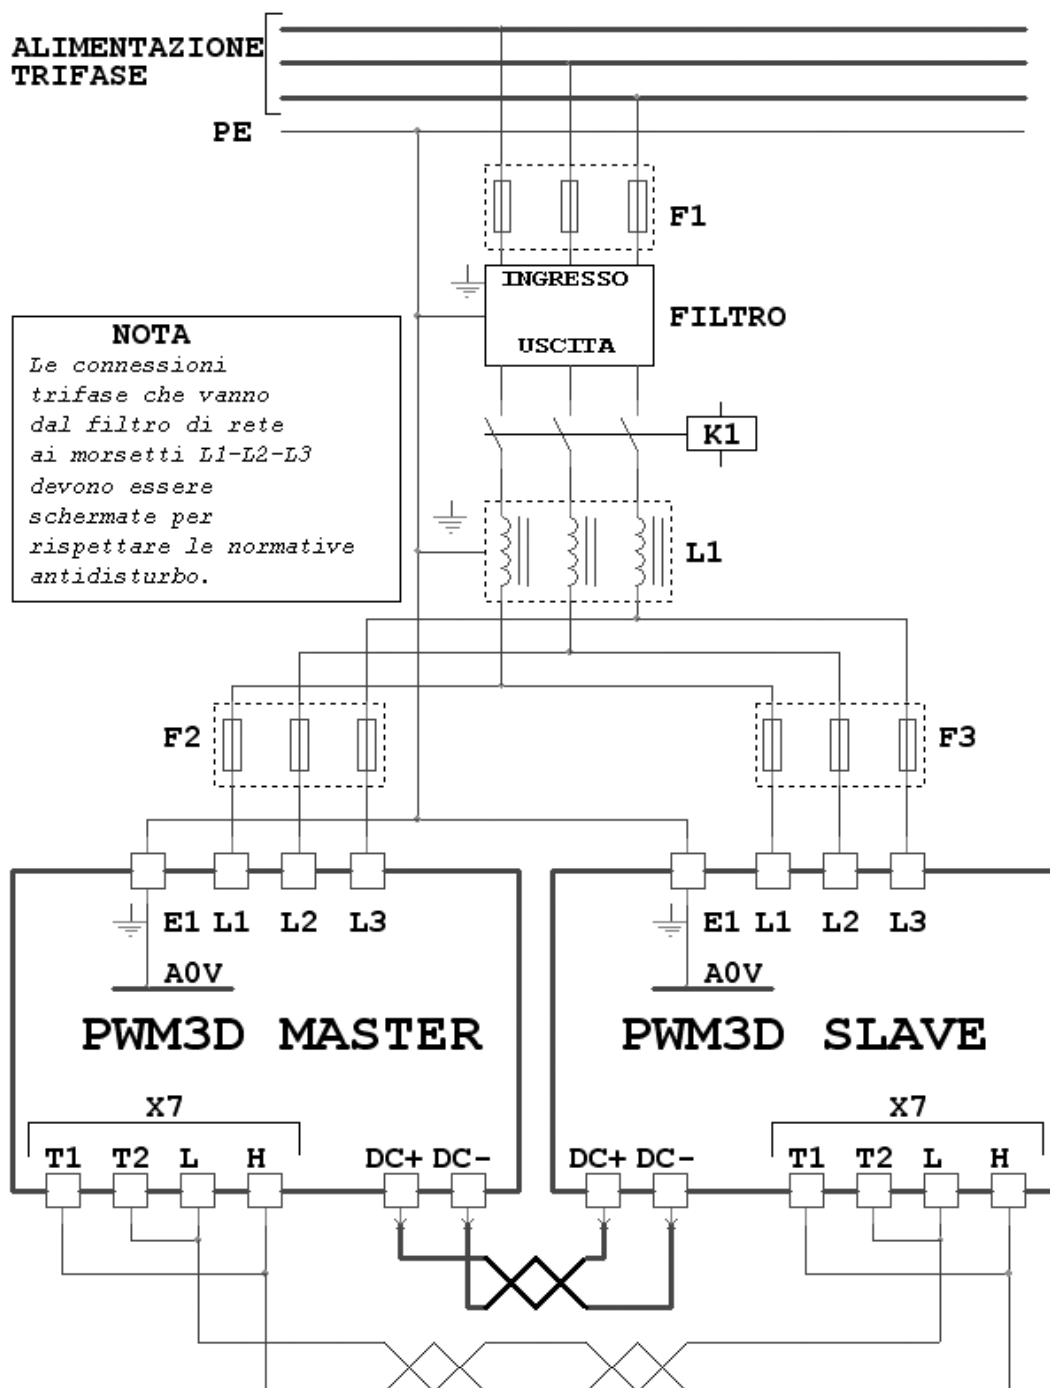 ALIMENTAZIONE
TRIFASE
PE
F1
INGRESSO
FILTRO
USCITA
NOTA
Le connessioni
trifase che vanno
dal filtro di rete
ai morsetti L1-L2-L3
devono essere
schermate per
rispettare le normative
antidisturbo.
K1
L1
F2
F3
E1 L1 L2 L3
E1 L1 L2 L3
A0V
A0V
PWM3D MASTER
PWM3D SLAVE
X7
X7
T1 T2 L H DC+ DC-
DC+ DC- T1 T2 L H